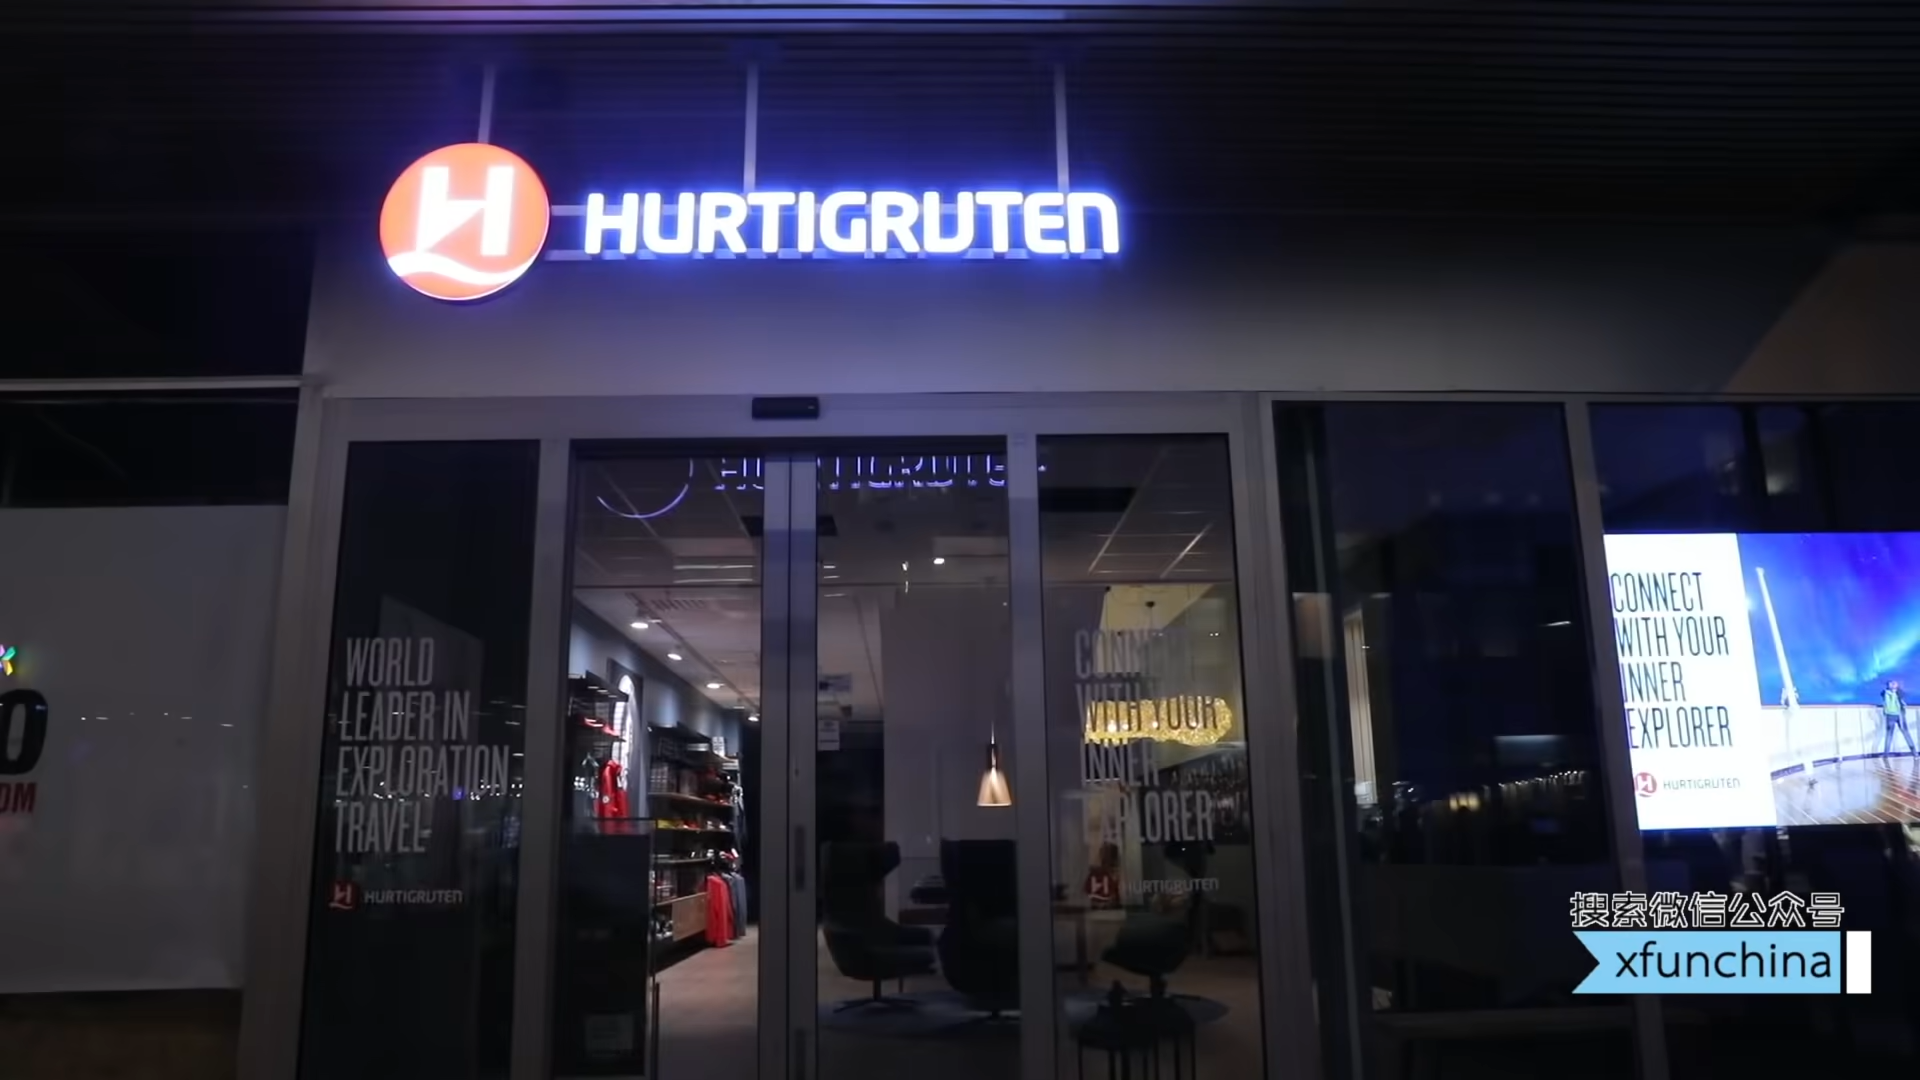 HURTIGRUTEN
WORLD
LEADER IN
EXPLORATION
TRAVEL
HURTIGRUTEN
CONNECT
WITH YOUR
INNER
EXPLORER
HURTIGRUTEN
CONNECT
WITH YOUR
INNER
EXPLORER
HURTIGRUTEN
搜索微信公众号
xfunchina